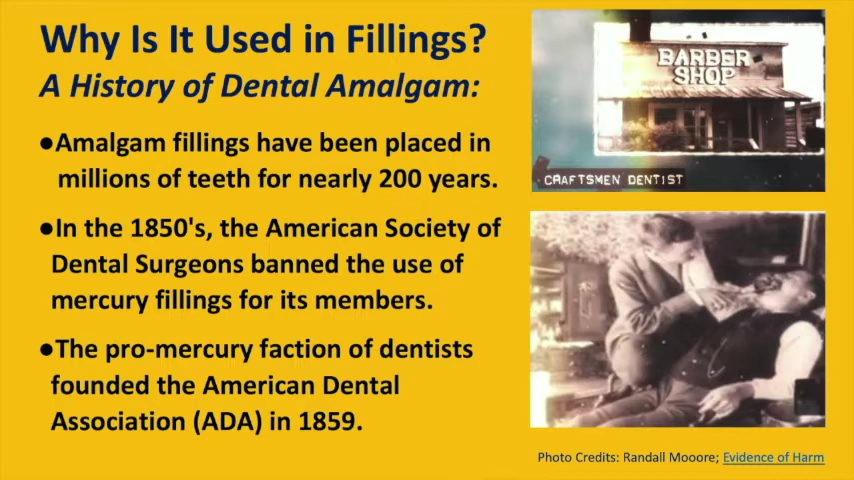 Why Is It Used in Fillings?
A History of Dental Amalgam:
●Amalgam fillings have been placed in
millions of teeth for nearly 200 years.
●In the 1850's, the American Society of
Dental Surgeons banned the use of
mercury fillings for its members.
●The pro-mercury faction of dentists
founded the American Dental
Association (ADA) in 1859.
BARBER
SHOP
CRAFTSMEN DENTIST
Photo Credits: Randall Mooore; Evidence of Harm